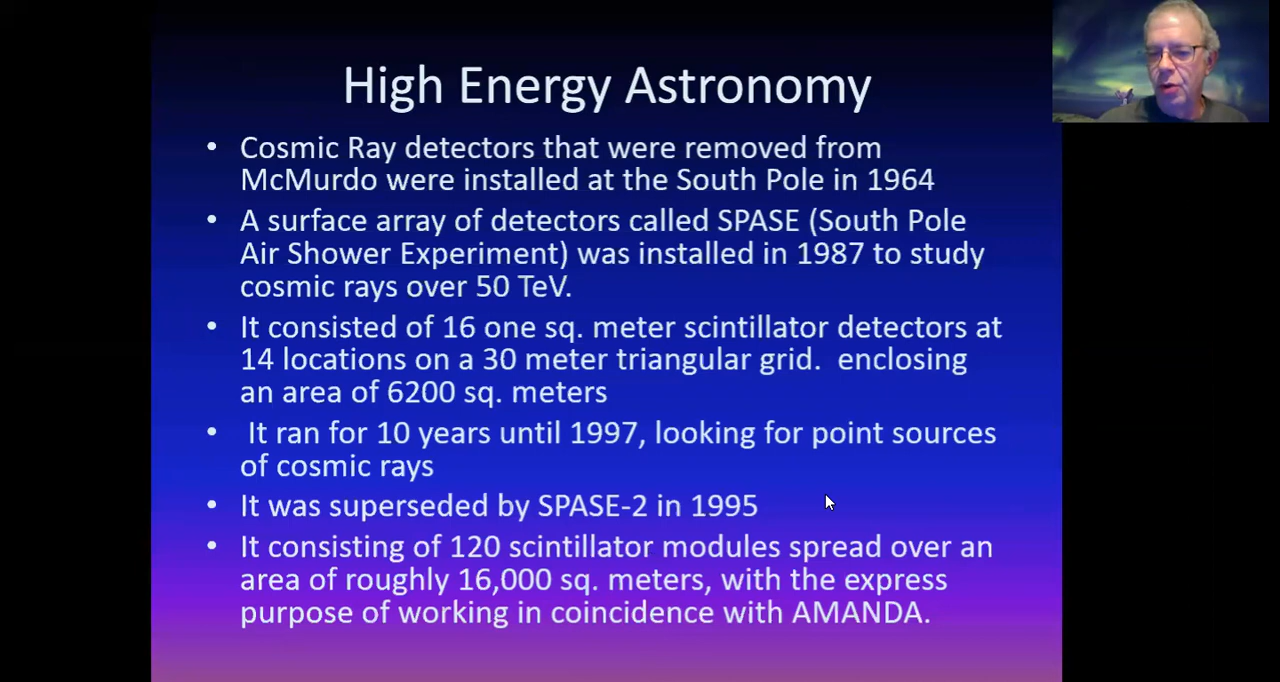 High Energy Astronomy
• Cosmic Ray detectors that were removed from
McMurdo were installed at the South Pole in 1964
• A surface array of detectors called SPASE (South Pole
Air Shower Experiment) was installed in 1987 to study
cosmic rays over 50 TeV.
• It consisted of 16 one sq. meter scintillator detectors at
14 locations on a 30 meter triangular grid.  enclosing
an area of 6200 sq. meters
• It ran for 10 years until 1997, looking for point sources
of cosmic rays
• It was superseded by SPASE-2 in 1995
• It consisting of 120 scintillator modules spread over an
area of roughly 16,000 sq. meters, with the express
purpose of working in coincidence with AMANDA.